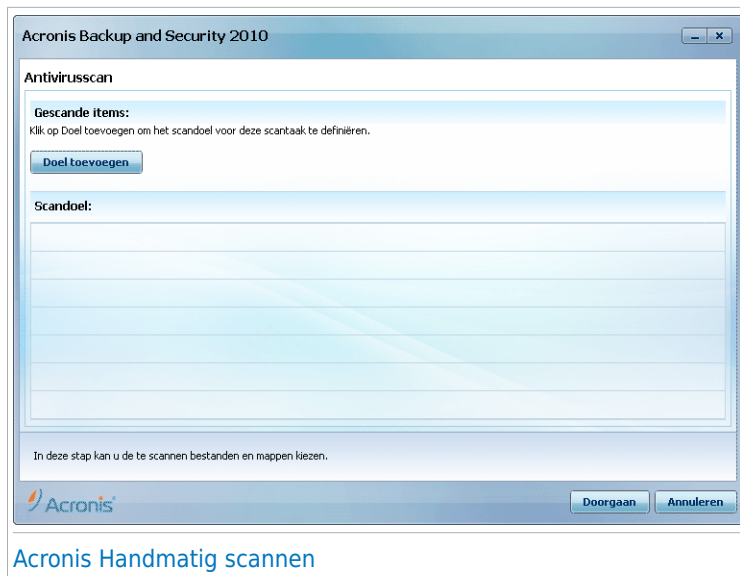 Acronis Backup and Security 2010
Antivirusscan
Gescande items:
Klik op Doel toevoegen om het scandoel voor deze scantaak te definiëren.
Doel toevoegen
Scandoel:
In deze stap kan u de te scannen bestanden en mappen kiezen.
Acronis
Doorgaan
Annuleren
Acronis Handmatig scannen